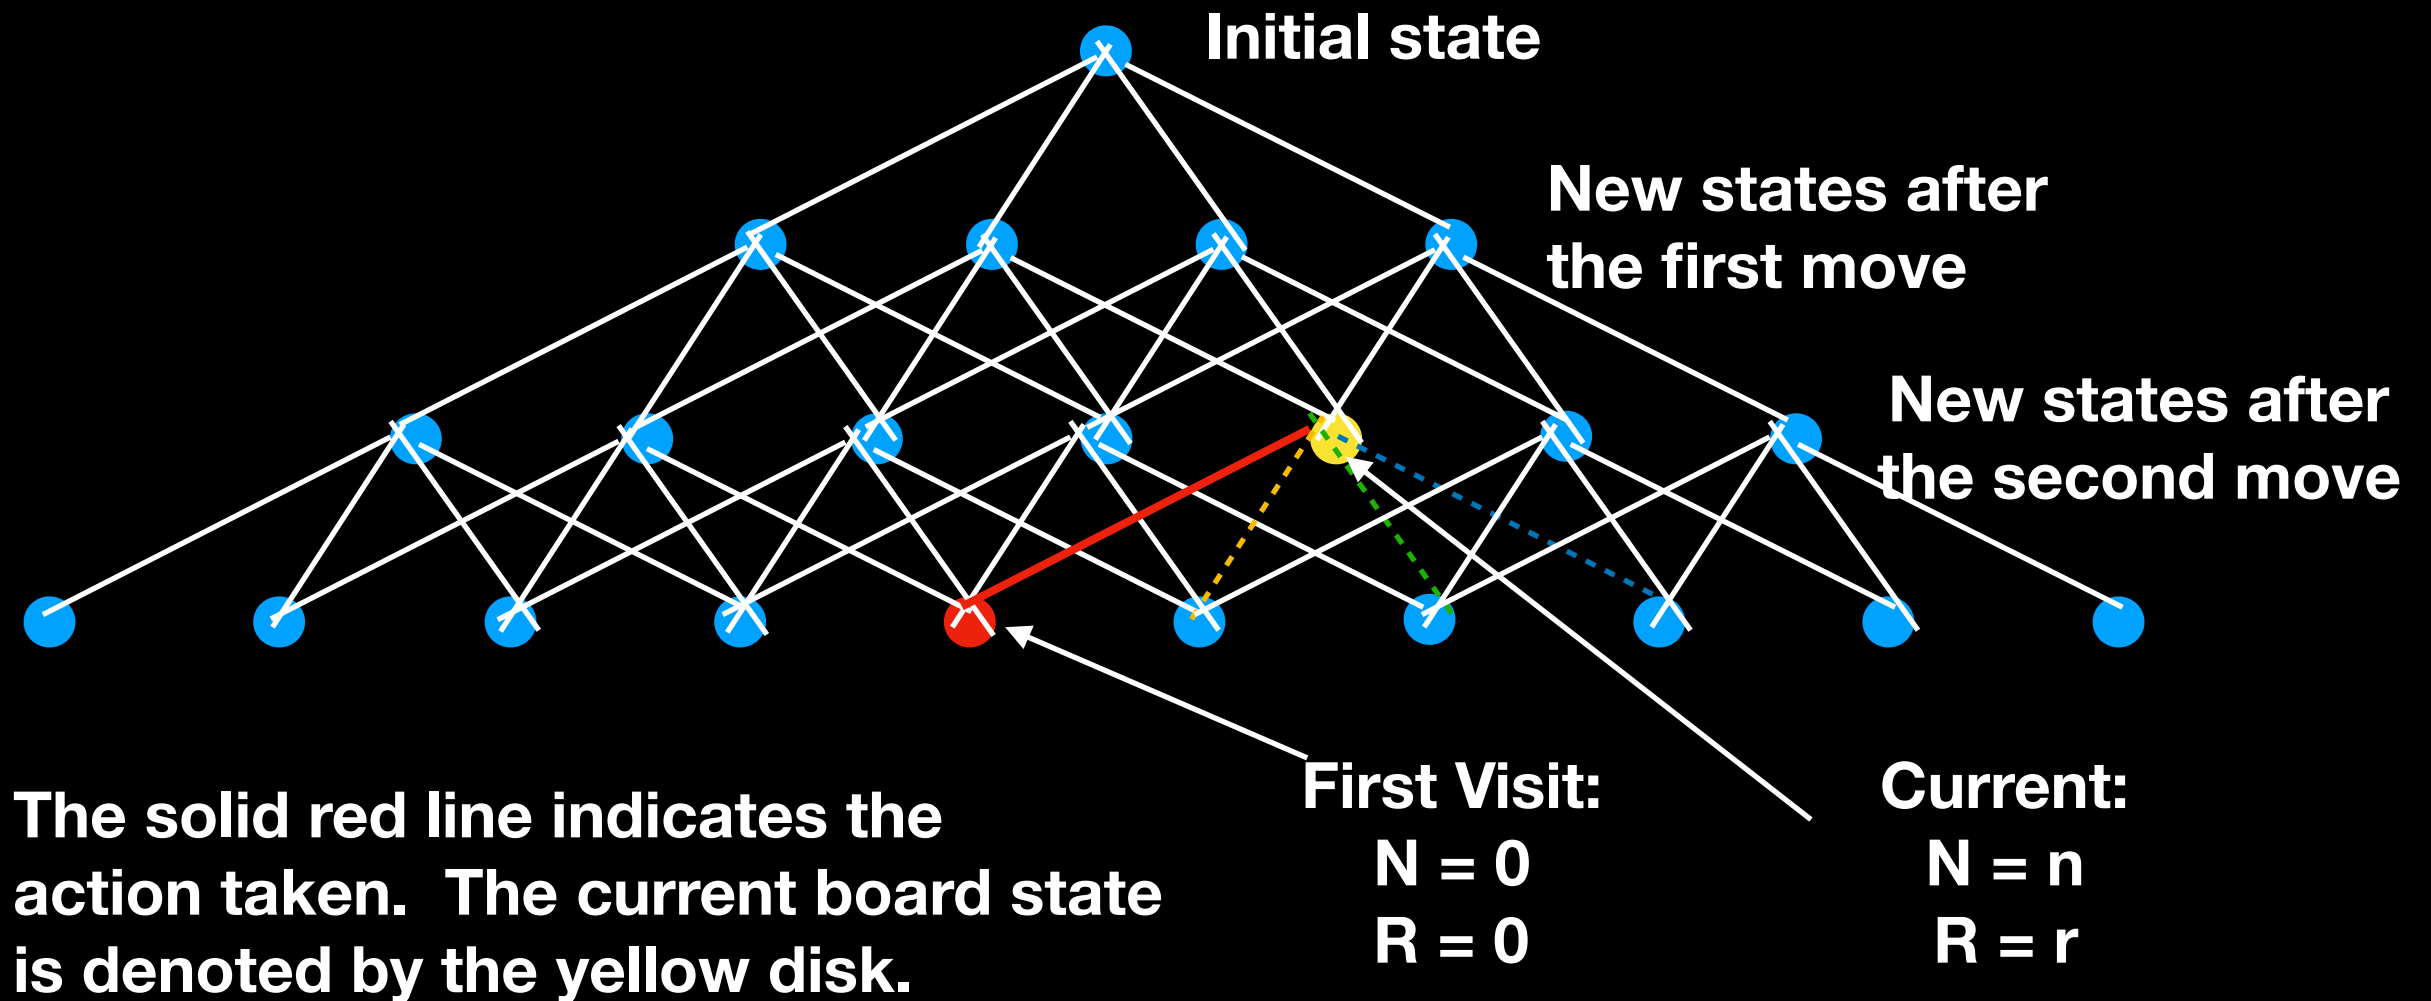 Initial state
New states after
the first move
New states after
the second move
First Visit:
N = 0
R = 0
Current:
N = n
R = r
The solid red line indicates the
action taken.  The current board state
is denoted by the yellow disk.